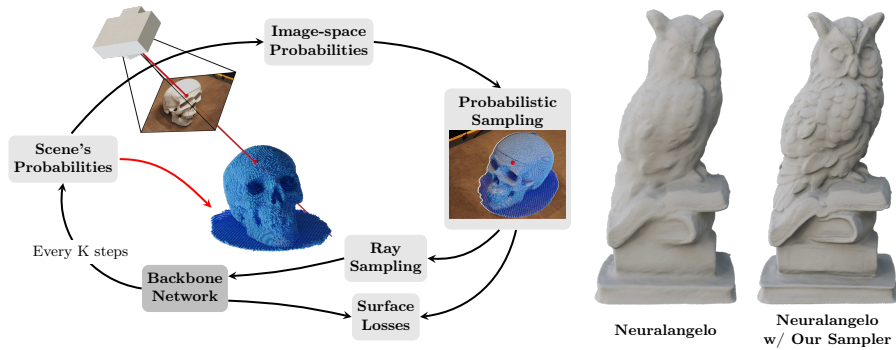 Image-space
Probabilities
Probabilistic
Sampling
Scene's
Probabilities
Every K steps
Ray
Sampling
Backbone
Network
Surface
Losses
Neuralangelo
Neuralangelo
w/ Our Sampler